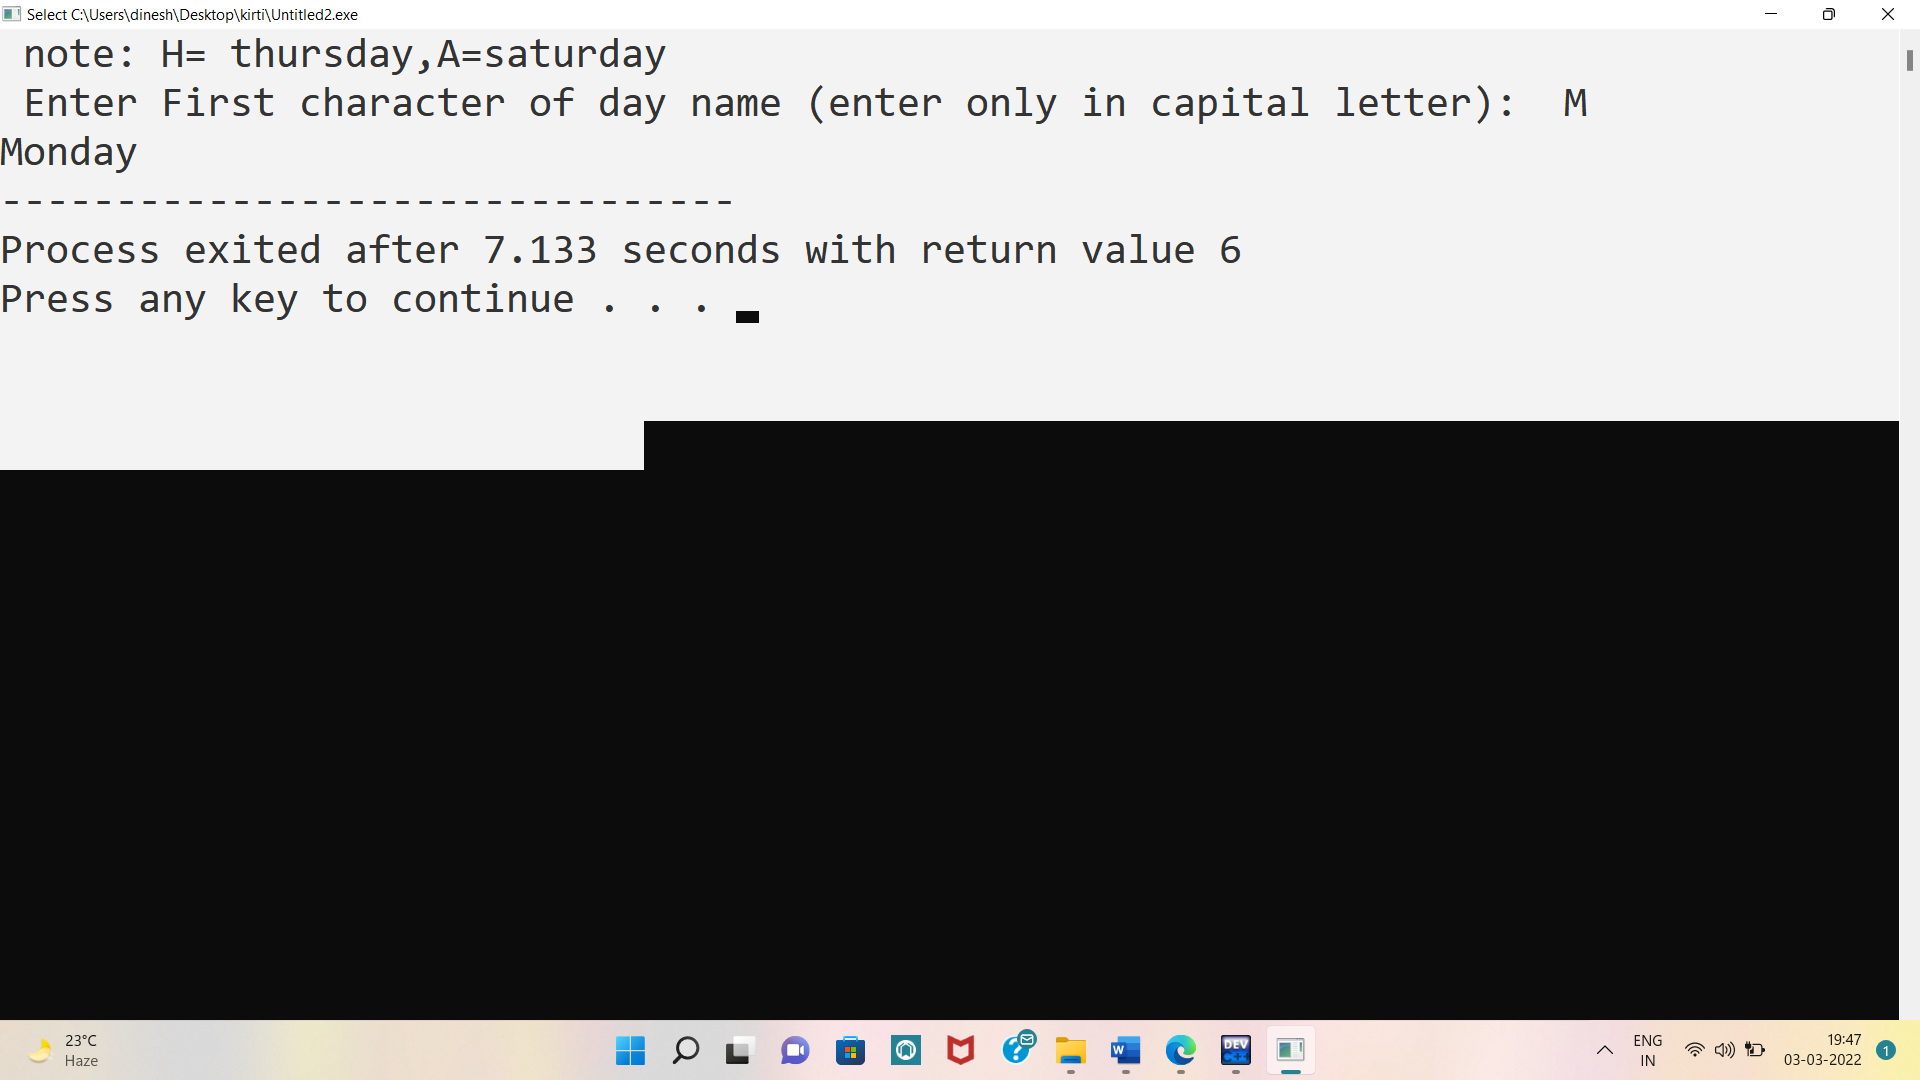 Select C:\Users\dinesh\Desktop\kirti\Untitled2.exe
note: H= thursday,A=saturday
Enter First character of day name (enter only in capital letter):  M
Monday
--------------------------------
Process exited after 7.133 seconds with return value 6
Press any key to continue . . .
23°C
Haze
W
DEV
C++
ENG
IN
19:47
03-03-2022
1